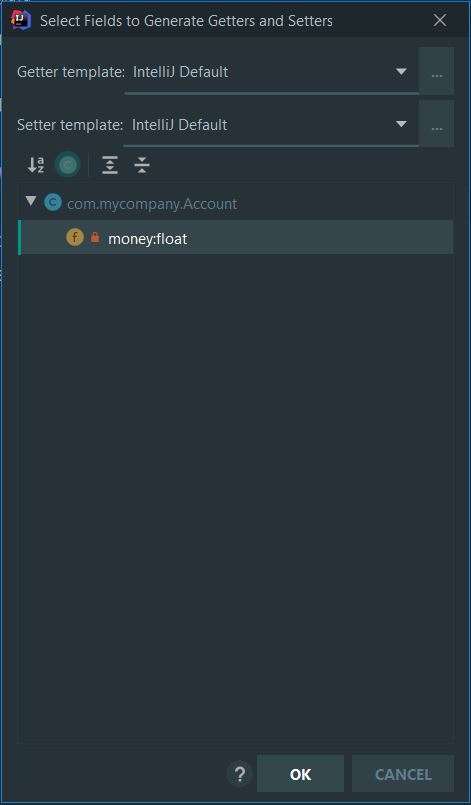 Select Fields to Generate Getters and Setters
Getter template: IntelliJ Default ...
Setter template: IntelliJ Default ...
com.mycompany.Account
money:float
? OK CANCEL